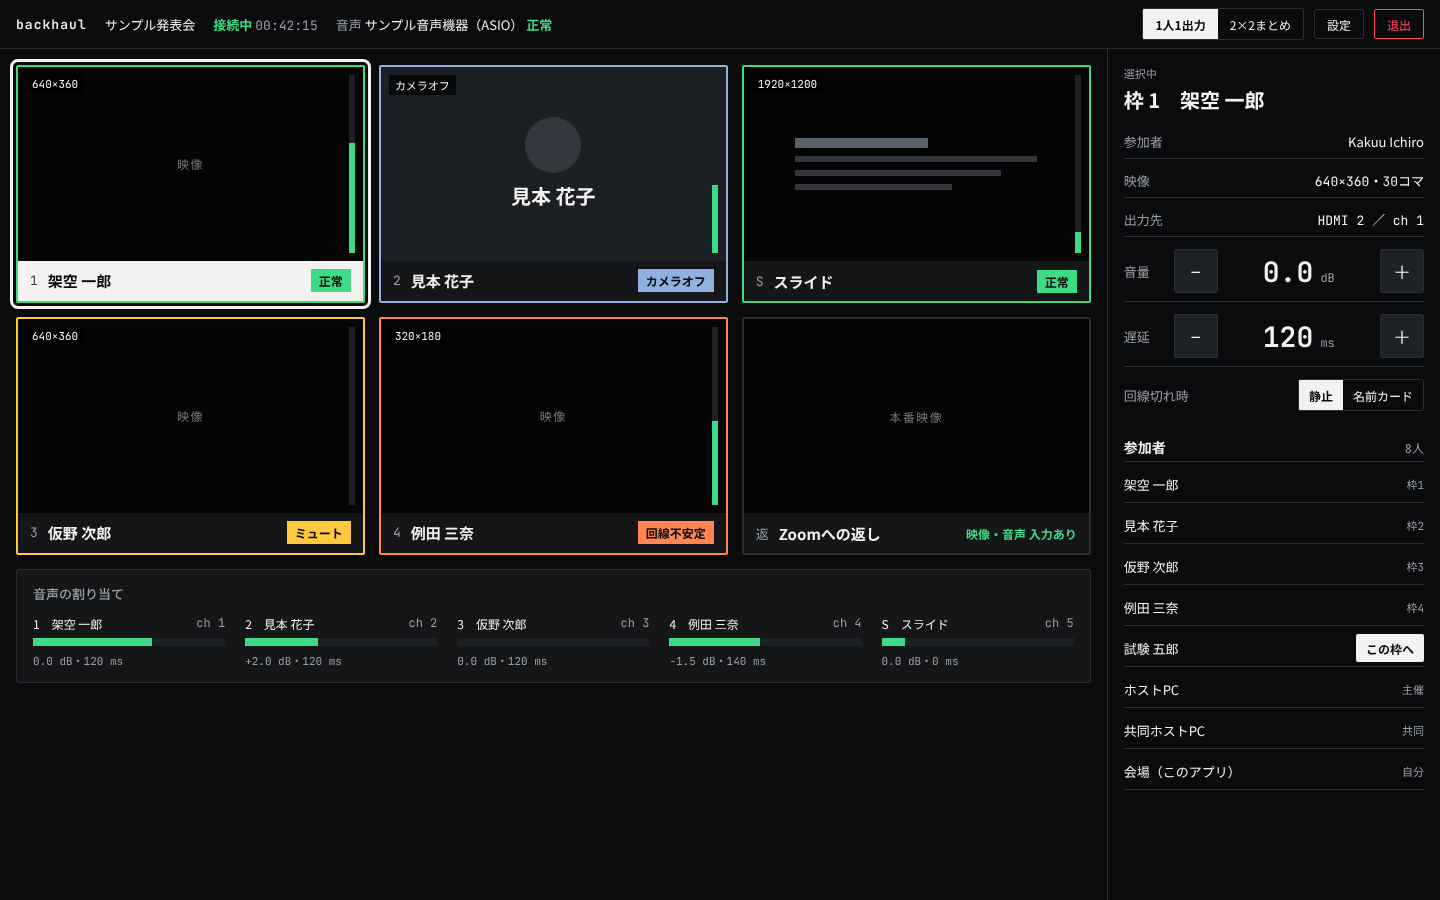 backhaul サンプル発表会 接続中 00:42:15 音声 サンプル音声機器（ASIO） 正常 1人1出力 2×2まとめ 設定 退出
640×360
映像
1 架空 一郎 正常
カメラオフ
見本 花子
2 見本 花子 カメラオフ
1920×1200
S スライド 正常
640×360
映像
3 仮野 次郎 ミュート
320×180
映像
4 例田 三奈 回線不安定
本番映像
返 Zoomへの返し 映像・音声 入力あり
音声の割り当て
1 架空 一郎 ch 1
0.0 dB・120 ms
2 見本 花子 ch 2
+2.0 dB・120 ms
3 仮野 次郎 ch 3
0.0 dB・120 ms
4 例田 三奈 ch 4
-1.5 dB・140 ms
S スライド ch 5
0.0 dB・0 ms
選択中
枠 1 架空 一郎
参加者 Kakuu Ichiro
映像 640×360・30コマ
出力先 HDMI 2 ／ ch 1
音量 − 0.0 dB ＋
遅延 − 120 ms ＋
回線切れ時 静止 名前カード
参加者 8人
架空 一郎 枠1
見本 花子 枠2
仮野 次郎 枠3
例田 三奈 枠4
試験 五郎 この枠へ
ホストPC 主催
共同ホストPC 共同
会場（このアプリ） 自分